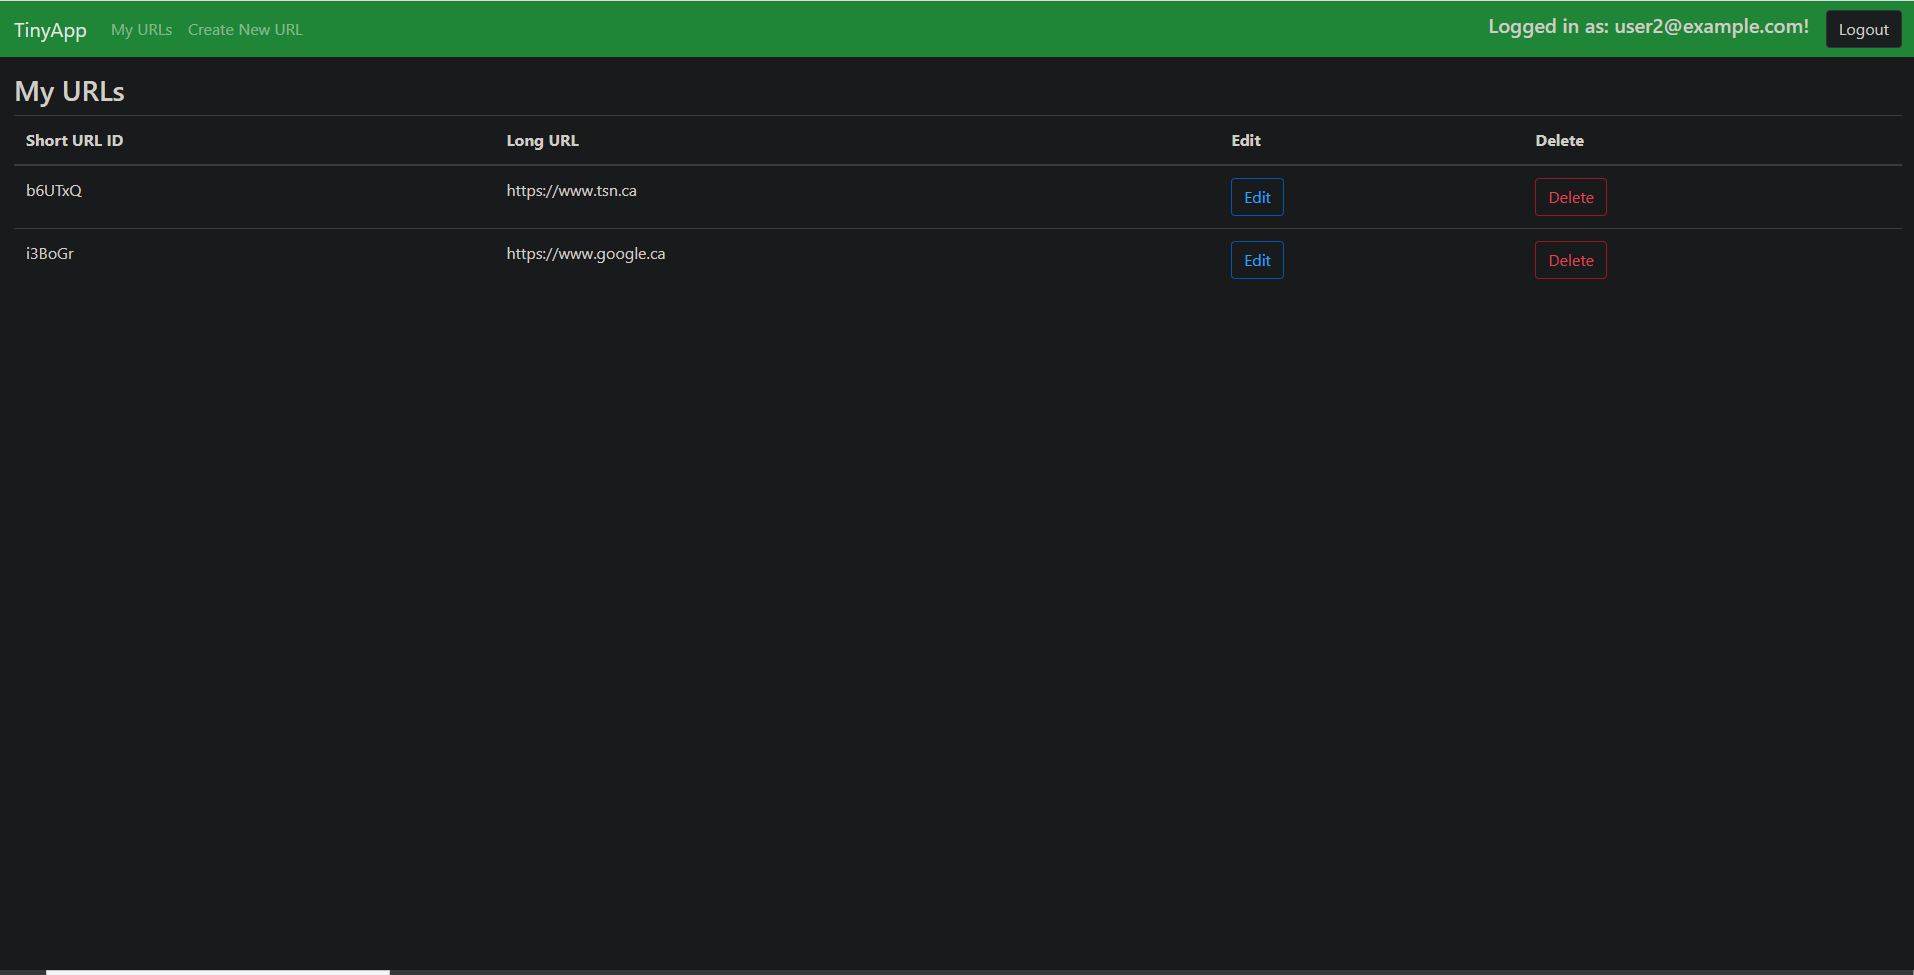 TinyApp My URLs Create New URL Logged in as: user2@example.com! Logout
My URLs
Short URL ID Long URL Edit Delete
b6UTxQ https://www.tsn.ca Edit Delete
i3BoGr https://www.google.ca Edit Delete